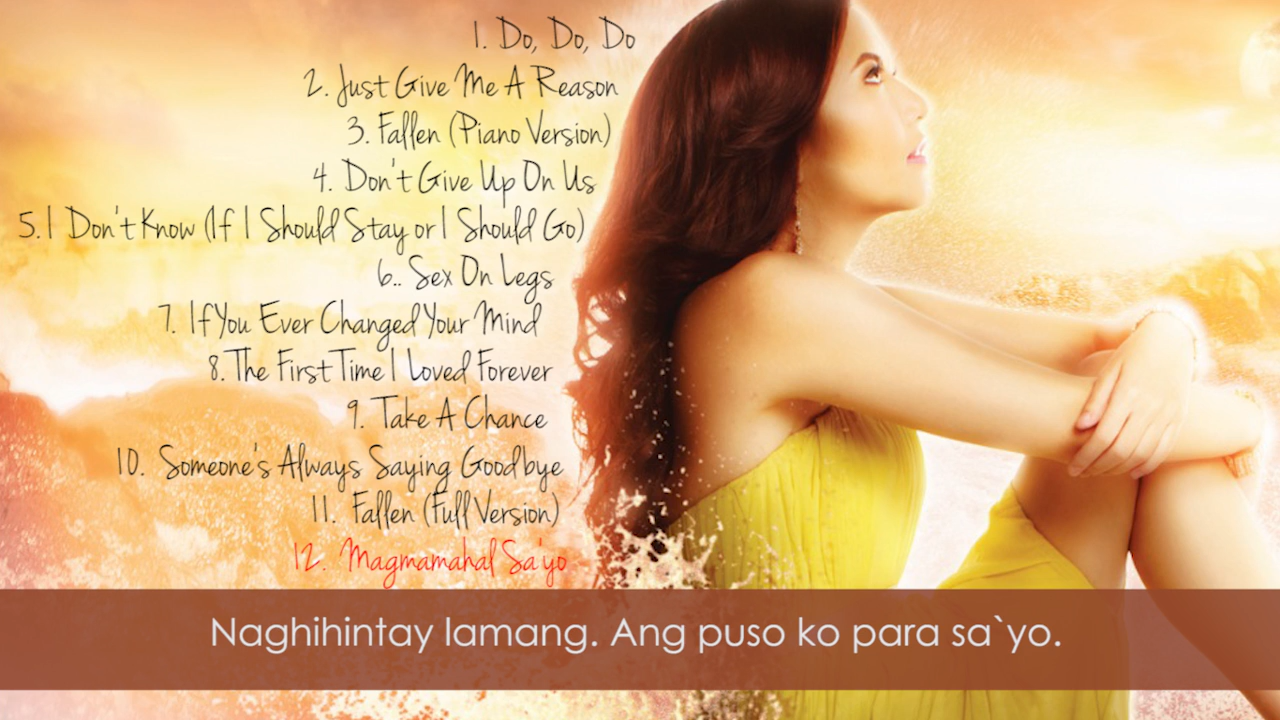 1. Do, Do, Do
2. Just Give Me A Reason
3. Fallen (Piano Version)
4. Don't Give Up On Us
5. I Don't Know (If I Should Stay or I Should Go)
6.. Sex On Legs
7. If You Ever Changed Your Mind
8. The First Time I Loved Forever
9. Take A Chance
10. Someone's Always Saying Goodbye
11. Fallen (Full Version)
12. Magmamahal Sa'yo
Naghihintay lamang. Ang puso ko para sa`yo.